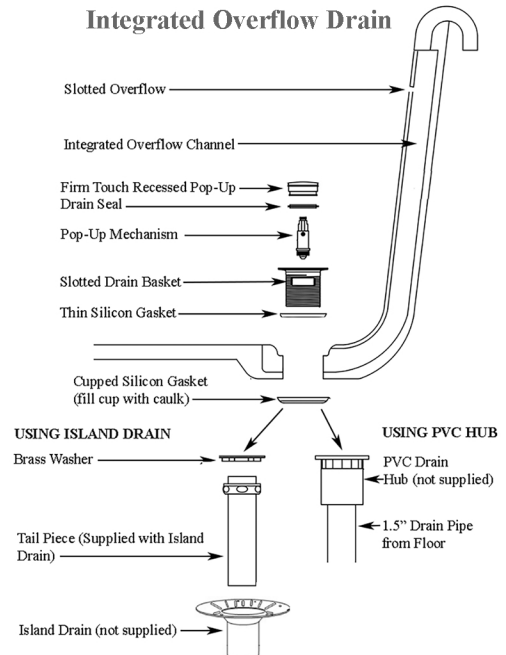 Integrated Overflow Drain
Slotted Overflow
Integrated Overflow Channel
Firm Touch Recessed Pop-Up
Drain Seal
Pop-Up Mechanism
Slotted Drain Basket
Thin Silicon Gasket
Cupped Silicon Gasket
(fill cup with caulk)
USING ISLAND DRAIN
Brass Washer
Tail Piece (Supplied with Island
Drain)
Island Drain (not supplied)
USING PVC HUB
PVC Drain
Hub (not supplied)
1.5” Drain Pipe
from Floor